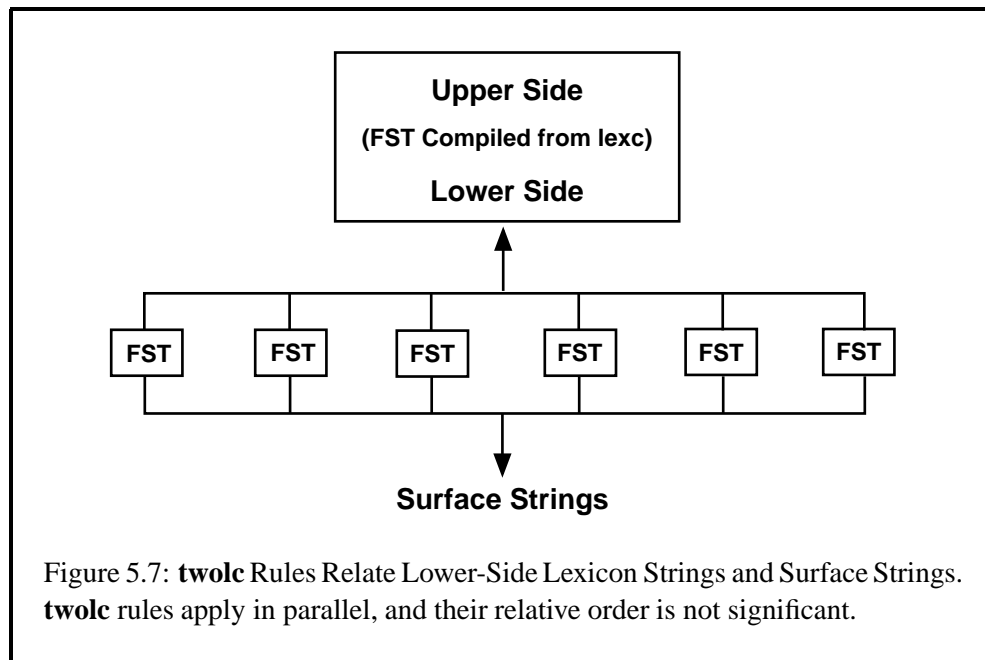 Upper Side
(FST Compiled from lexc)
Lower Side
FST FST FST FST FST FST
Surface Strings
Figure 5.7: twolc Rules Relate Lower-Side Lexicon Strings and Surface Strings.
twolc rules apply in parallel, and their relative order is not significant.